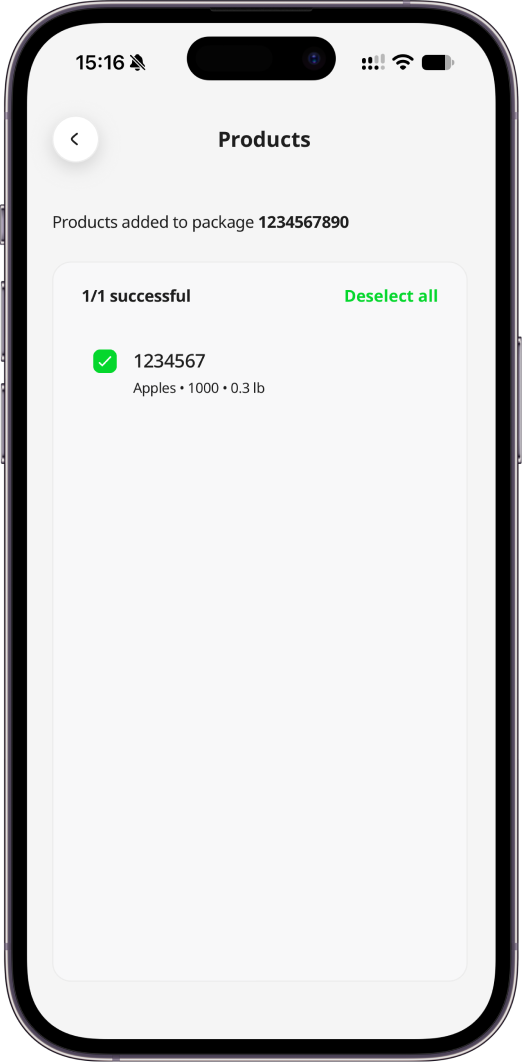 15:16
Products
Products added to package 1234567890
1/1 successful Deselect all
1234567
Apples • 1000 • 0.3 lb